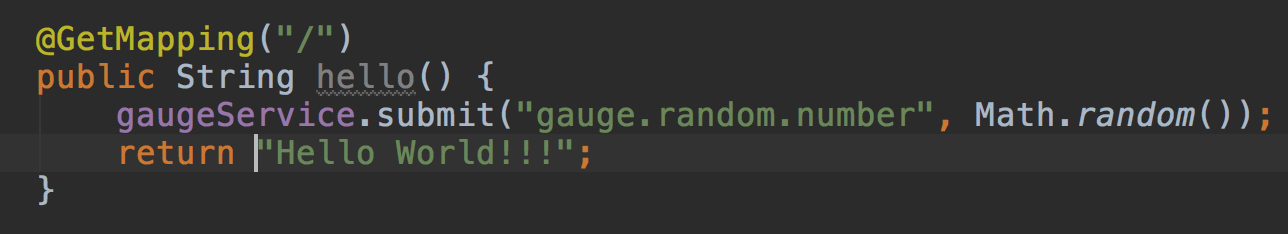 @GetMapping("/")
public String hello() {
    gaugeService.submit("gauge.random.number", Math.random());
    return "Hello World!!!";
}